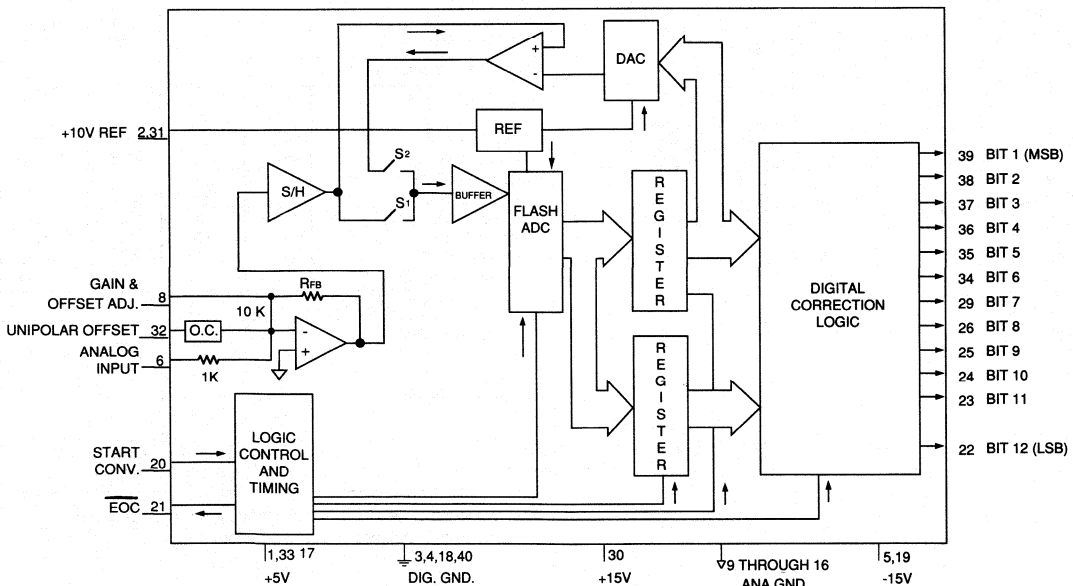 DAC
+
-
+10V REF 2,31
REF
S/H
S2
S1
BUFFER
FLASH
ADC
REGISTER
DIGITAL
CORRECTION
LOGIC
39 BIT 1 (MSB)
38 BIT 2
37 BIT 3
36 BIT 4
35 BIT 5
34 BIT 6
29 BIT 7
26 BIT 8
25 BIT 9
24 BIT 10
23 BIT 11
22 BIT 12 (LSB)
GAIN &
OFFSET ADJ. 8
10 K
RFB
UNIPOLAR OFFSET 32
O.C.
-
+
ANALOG
INPUT 6
1K
REGISTER
START
CONV. 20
EOC 21
LOGIC
CONTROL
AND
TIMING
1,33 17
+5V
3,4,18,40
DIG. GND.
30
+15V
9 THROUGH 16
ANA GND
5,19
-15V